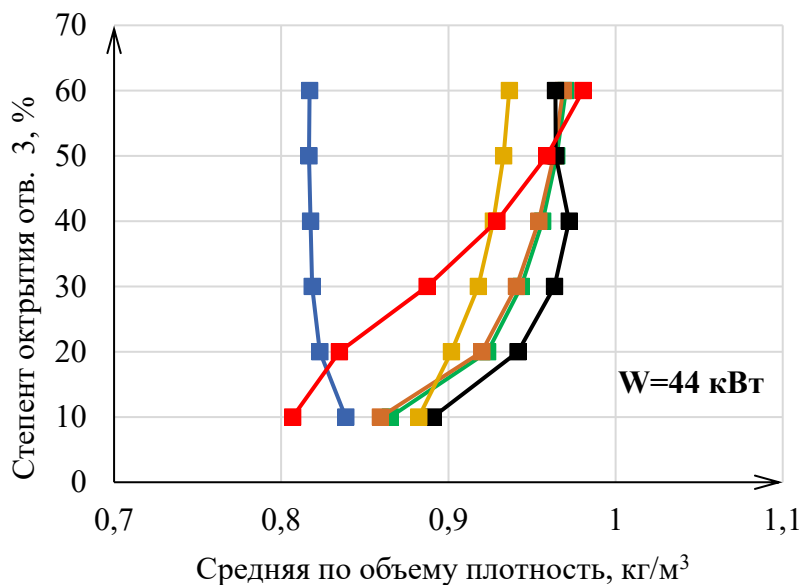 70
60
50
40
30
20
10
0
Степент октрытия отв. 3, %
W=44 кВт
0,7 0,8 0,9 1 1,1
Средняя по объему плотность, кг/м³